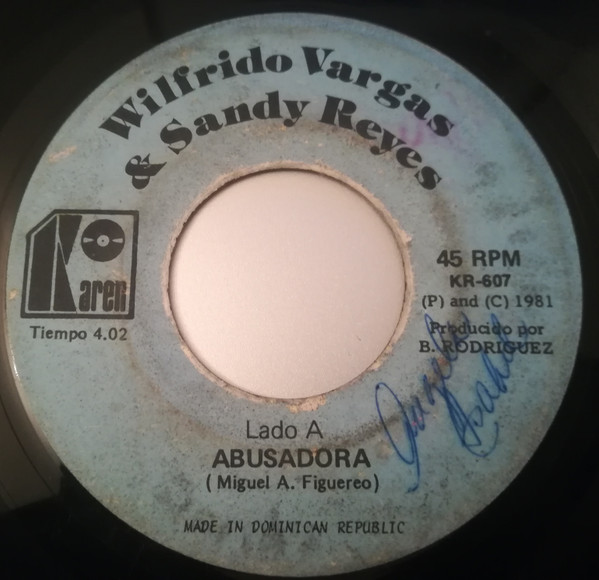 Wilfrido Vargas
& Sandy Reyes
Karen
Tiempo 4.02
45 RPM
KR-607
(P) and (C) 1981
Producido por
B. RODRIGUEZ
Lado A
ABUSADORA
(Miguel A. Figuereo)
MADE IN DOMINICAN REPUBLIC